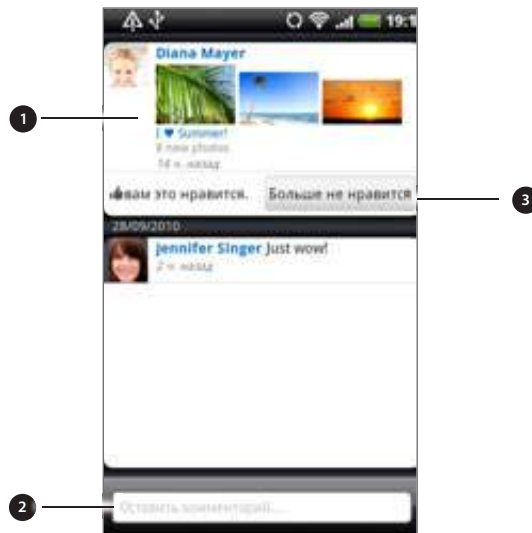 19:1
Diana Mayer
1
I ♥ Summer!
8 new photos
14 ч. назад
вам это нравится. Больше не нравится
3
28/09/2010
Jennifer Singer Just wow!
2 ч. назад
2
Оставить комментарий...